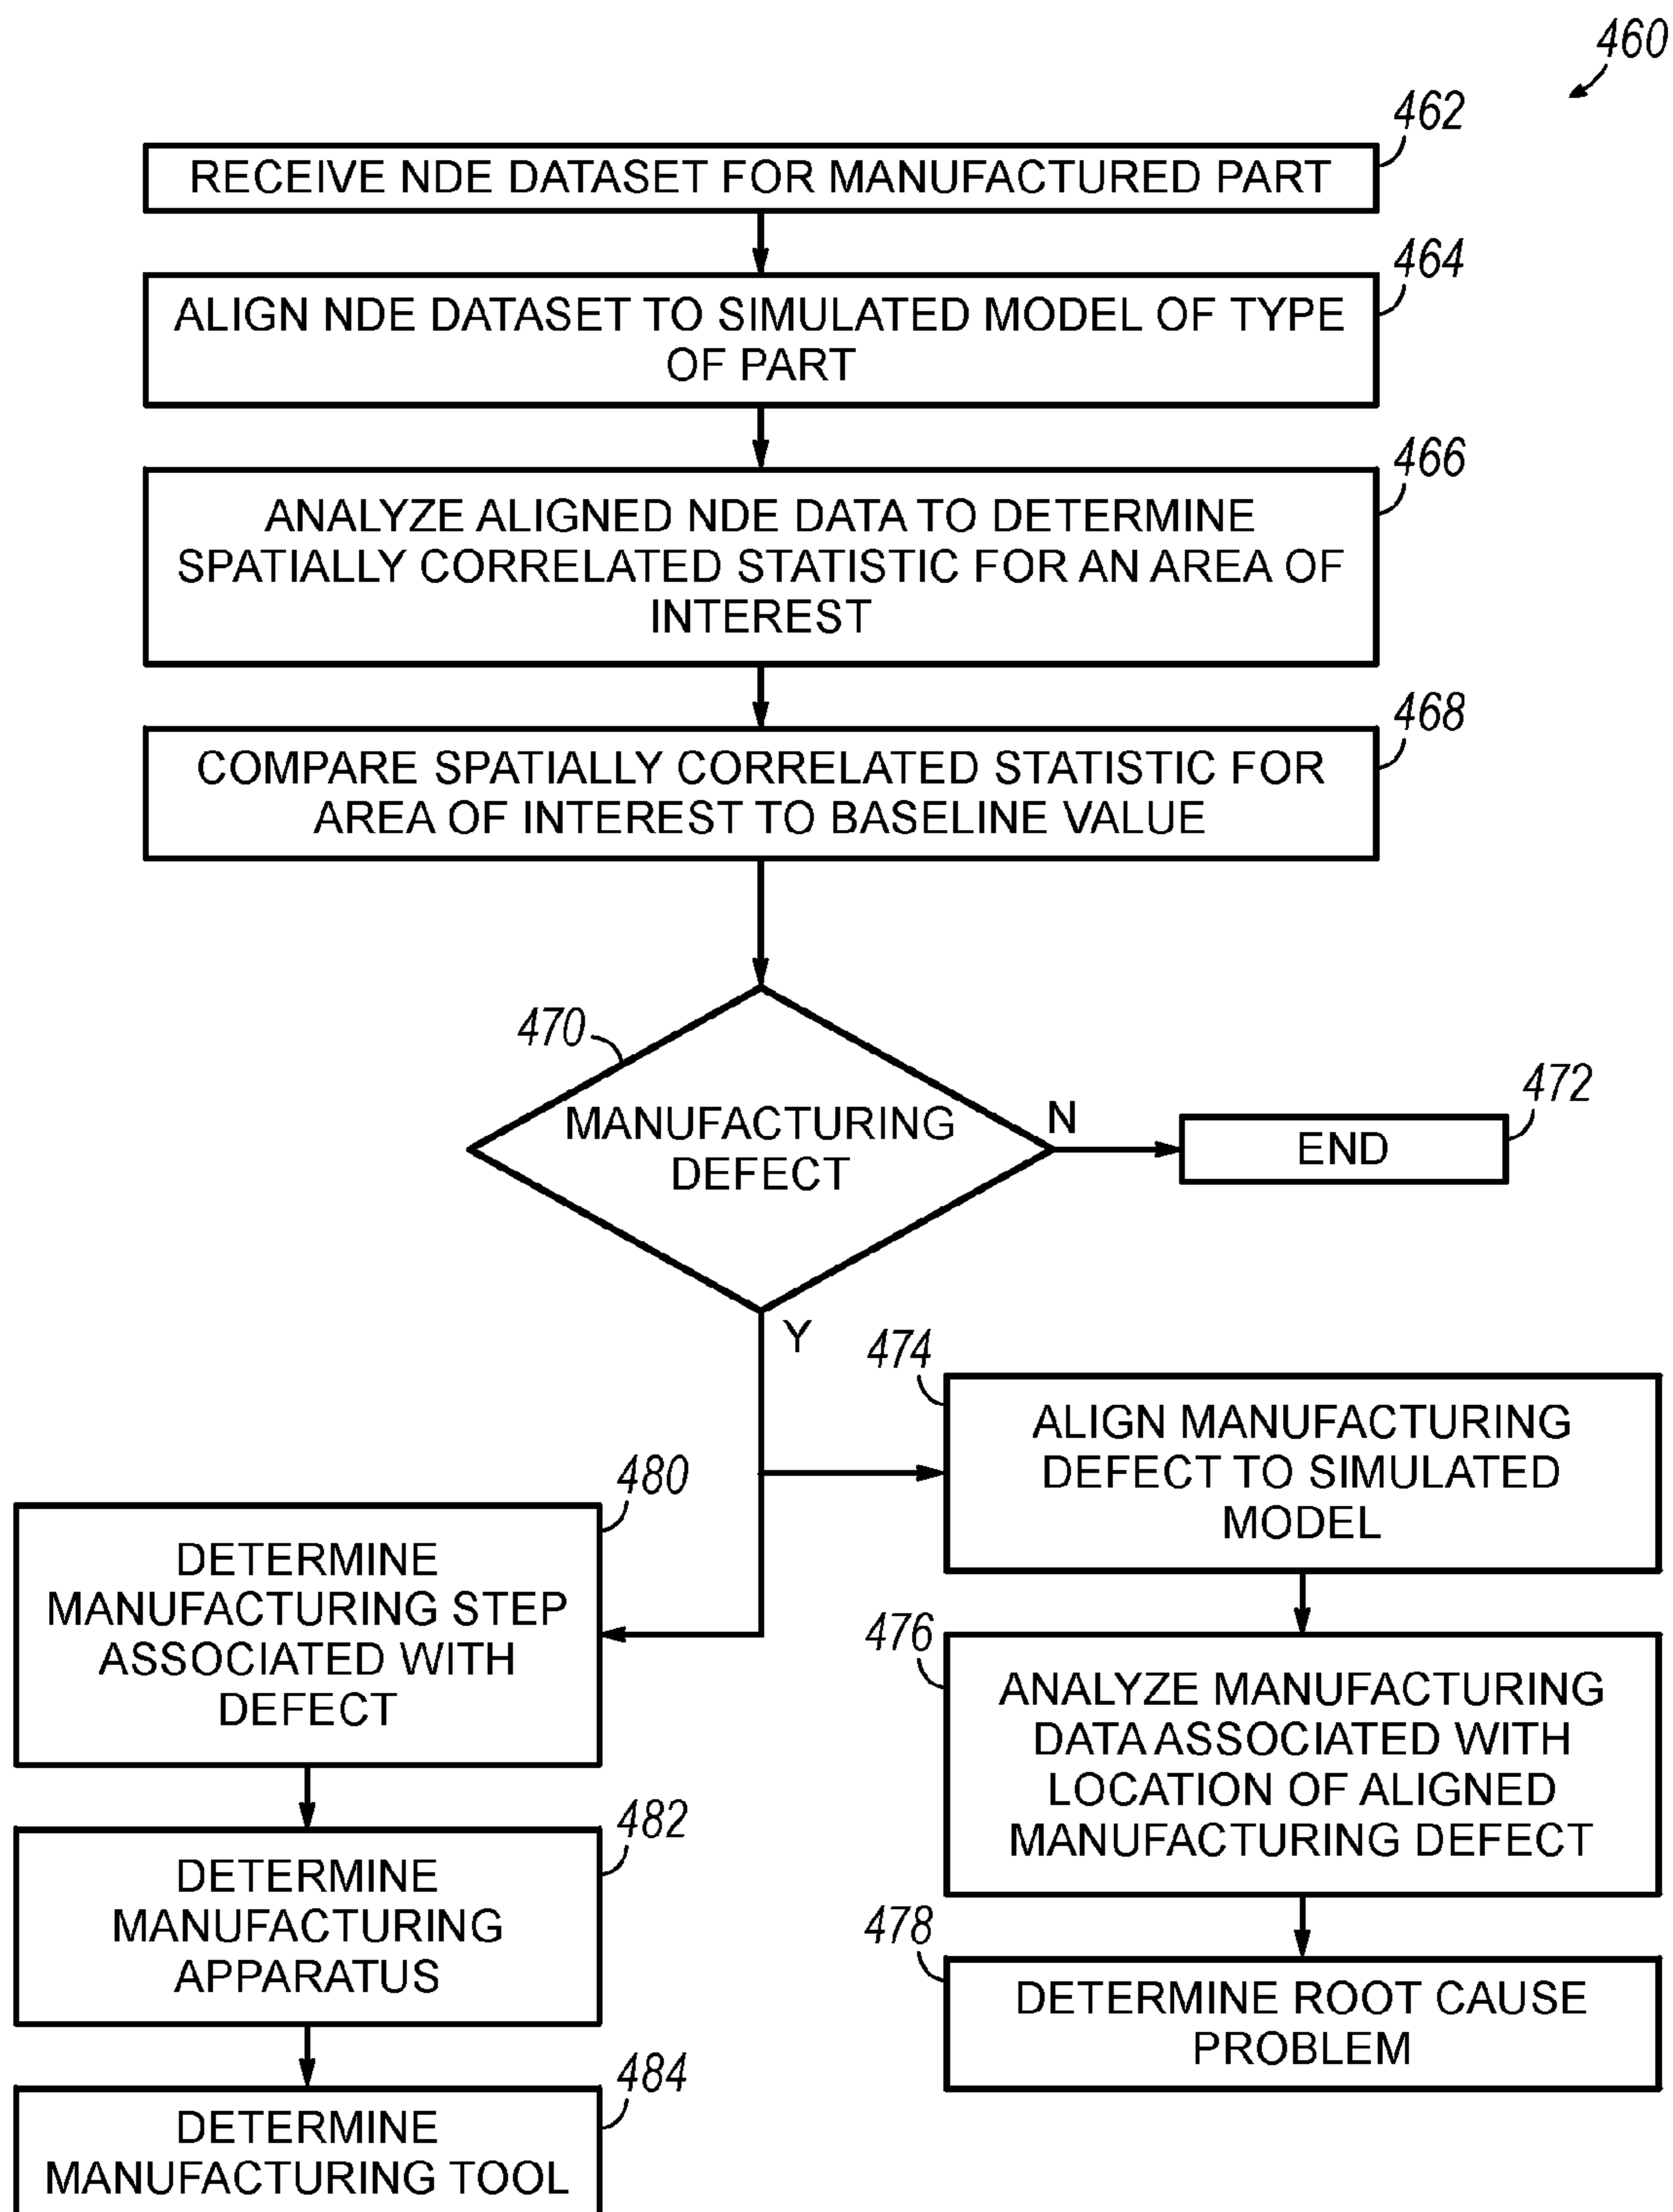 460
462
RECEIVE NDE DATASET FOR MANUFACTURED PART
464
ALIGN NDE DATASET TO SIMULATED MODEL OF TYPE
OF PART
466
ANALYZE ALIGNED NDE DATA TO DETERMINE
SPATIALLY CORRELATED STATISTIC FOR AN AREA OF
INTEREST
468
COMPARE SPATIALLY CORRELATED STATISTIC FOR
AREA OF INTEREST TO BASELINE VALUE
470
MANUFACTURING
DEFECT
N
472
END
Y
474
ALIGN MANUFACTURING
DEFECT TO SIMULATED
MODEL
476
ANALYZE MANUFACTURING
DATA ASSOCIATED WITH
LOCATION OF ALIGNED
MANUFACTURING DEFECT
478
DETERMINE ROOT CAUSE
PROBLEM
480
DETERMINE
MANUFACTURING STEP
ASSOCIATED WITH
DEFECT
482
DETERMINE
MANUFACTURING
APPARATUS
484
DETERMINE
MANUFACTURING TOOL